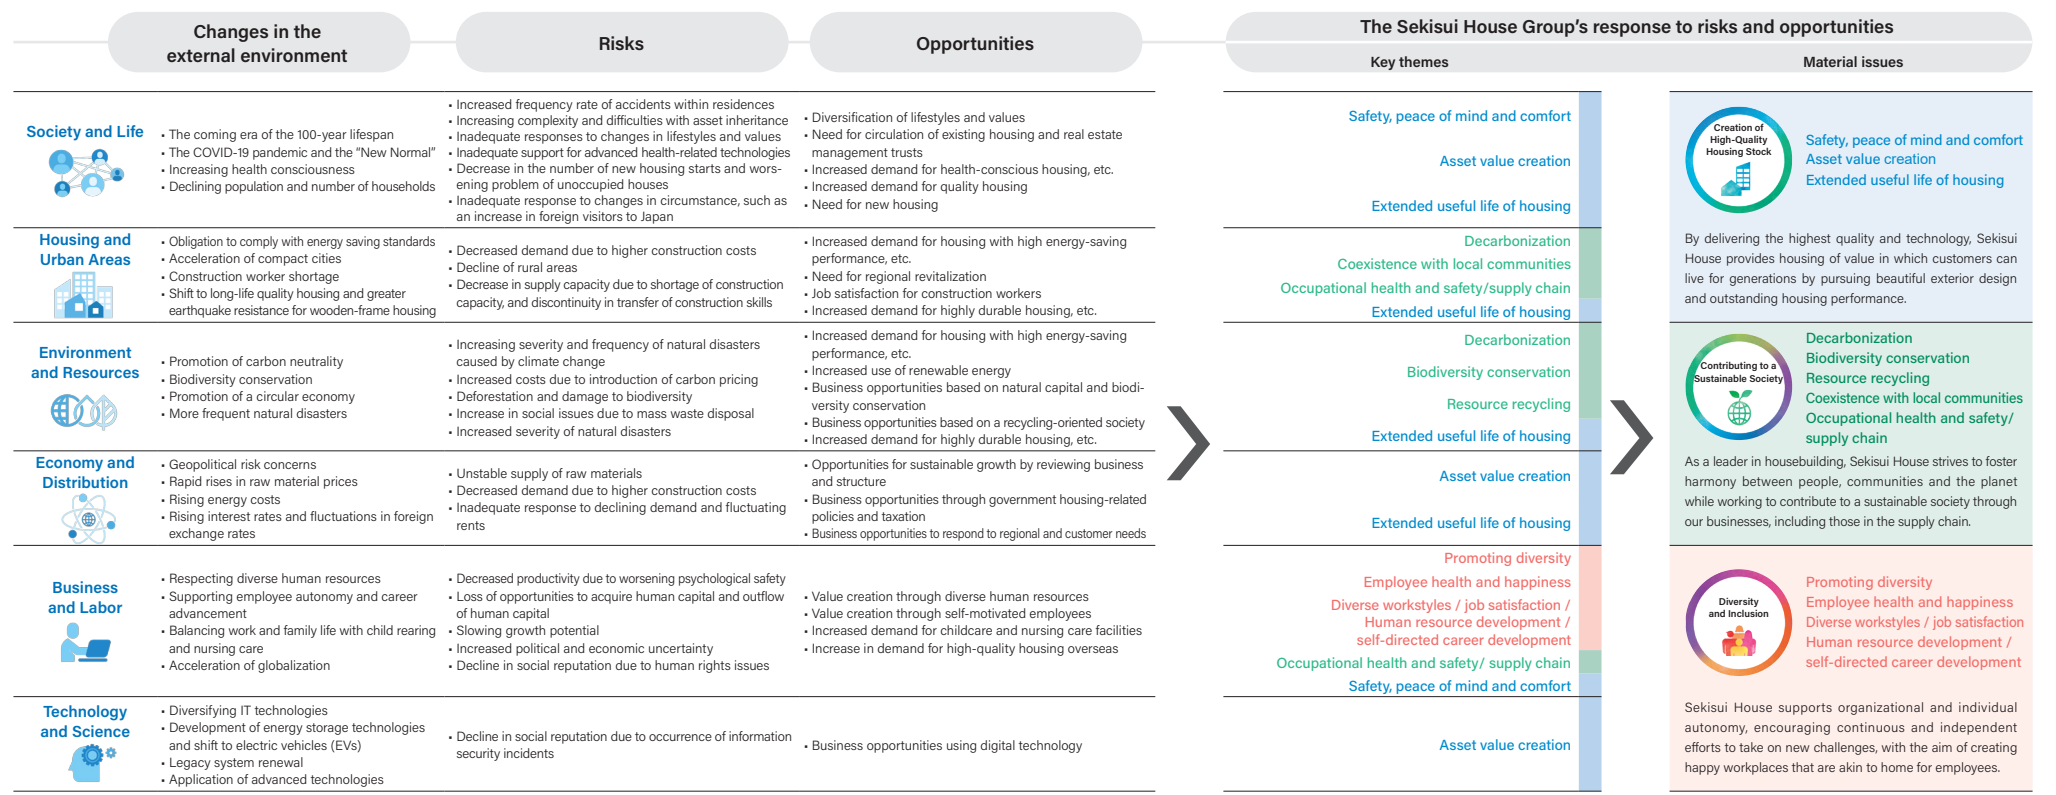 Changes in the
external environment
Risks
Opportunities
The Sekisui House Group's response to risks and opportunities
Key themes
Material issues
Society and Life
▪ The coming era of the 100-year lifespan
▪ The COVID-19 pandemic and the “New Normal”
▪ Increasing health consciousness
▪ Declining population and number of households
▪ Increased frequency rate of accidents within residences
▪ Increasing complexity and difficulties with asset inheritance
▪ Inadequate responses to changes in lifestyles and values
▪ Inadequate support for advanced health-related technologies
▪ Decrease in the number of new housing starts and wors-
ening problem of unoccupied houses
▪ Inadequate response to changes in circumstance, such as
an increase in foreign visitors to Japan
▪ Diversification of lifestyles and values
▪ Need for circulation of existing housing and real estate
management trusts
▪ Increased demand for health-conscious housing, etc.
▪ Increased demand for quality housing
▪ Need for new housing
Safety, peace of mind and comfort
Asset value creation
Extended useful life of housing
Housing and
Urban Areas
▪ Obligation to comply with energy saving standards
▪ Acceleration of compact cities
▪ Construction worker shortage
▪ Shift to long-life quality housing and greater
earthquake resistance for wooden-frame housing
▪ Decreased demand due to higher construction costs
▪ Decline of rural areas
▪ Decrease in supply capacity due to shortage of construction
capacity, and discontinuity in transfer of construction skills
▪ Increased demand for housing with high energy-saving
performance, etc.
▪ Need for regional revitalization
▪ Job satisfaction for construction workers
▪ Increased demand for highly durable housing, etc.
Decarbonization
Coexistence with local communities
Occupational health and safety/supply chain
Extended useful life of housing
Environment
and Resources
▪ Promotion of carbon neutrality
▪ Biodiversity conservation
▪ Promotion of a circular economy
▪ More frequent natural disasters
▪ Increasing severity and frequency of natural disasters
caused by climate change
▪ Increased costs due to introduction of carbon pricing
▪ Deforestation and damage to biodiversity
▪ Increase in social issues due to mass waste disposal
▪ Increased severity of natural disasters
▪ Increased demand for housing with high energy-saving
performance, etc.
▪ Increased use of renewable energy
▪ Business opportunities based on natural capital and biodi-
versity conservation
▪ Business opportunities based on a recycling-oriented society
▪ Increased demand for highly durable housing, etc.
Decarbonization
Biodiversity conservation
Resource recycling
Extended useful life of housing
Economy and
Distribution
▪ Geopolitical risk concerns
▪ Rapid rises in raw material prices
▪ Rising energy costs
▪ Rising interest rates and fluctuations in foreign
exchange rates
▪ Unstable supply of raw materials
▪ Decreased demand due to higher construction costs
▪ Inadequate response to declining demand and fluctuating
rents
▪ Opportunities for sustainable growth by reviewing business
and structure
▪ Business opportunities through government housing-related
policies and taxation
▪ Business opportunities to respond to regional and customer needs
Asset value creation
Extended useful life of housing
Business
and Labor
▪ Respecting diverse human resources
▪ Supporting employee autonomy and career
advancement
▪ Balancing work and family life with child rearing
and nursing care
▪ Acceleration of globalization
▪ Decreased productivity due to worsening psychological safety
▪ Loss of opportunities to acquire human capital and outflow
of human capital
▪ Slowing growth potential
▪ Increased political and economic uncertainty
▪ Decline in social reputation due to human rights issues
▪ Value creation through diverse human resources
▪ Value creation through self-motivated employees
▪ Increased demand for childcare and nursing care facilities
▪ Increase in demand for high-quality housing overseas
Promoting diversity
Employee health and happiness
Diverse workstyles / job satisfaction /
Human resource development /
self-directed career development
Occupational health and safety/ supply chain
Safety, peace of mind and comfort
Technology
and Science
▪ Diversifying IT technologies
▪ Development of energy storage technologies
and shift to electric vehicles (EVs)
▪ Legacy system renewal
▪ Application of advanced technologies
▪ Decline in social reputation due to occurrence of information
security incidents
▪ Business opportunities using digital technology
Asset value creation
Creation of
High-Quality
Housing Stock
Safety, peace of mind and comfort
Asset value creation
Extended useful life of housing
By delivering the highest quality and technology, Sekisui
House provides housing of value in which customers can
live for generations by pursuing beautiful exterior design
and outstanding housing performance.
Contributing to a
Sustainable Society
Decarbonization
Biodiversity conservation
Resource recycling
Coexistence with local communities
Occupational health and safety/
supply chain
As a leader in housebuilding, Sekisui House strives to foster
harmony between people, communities and the planet
while working to contribute to a sustainable society through
our businesses, including those in the supply chain.
Diversity
and Inclusion
Promoting diversity
Employee health and happiness
Diverse workstyles / job satisfaction
Human resource development /
self-directed career development
Sekisui House supports organizational and individual
autonomy, encouraging continuous and independent
efforts to take on new challenges, with the aim of creating
happy workplaces that are akin to home for employees.